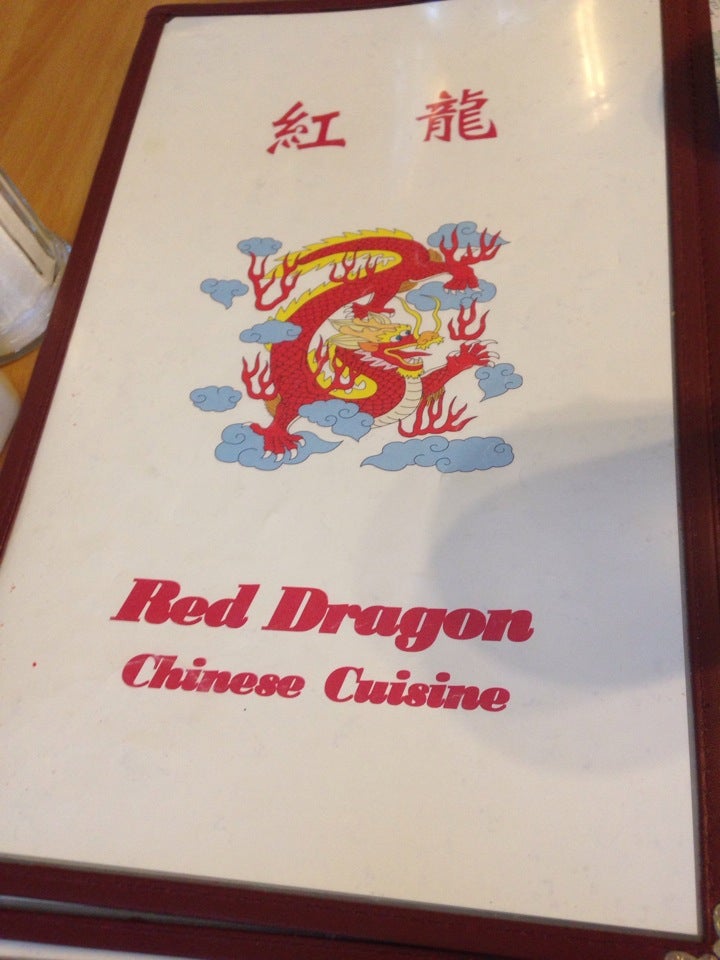 紅 龍
Red Dragon
Chinese Cuisine